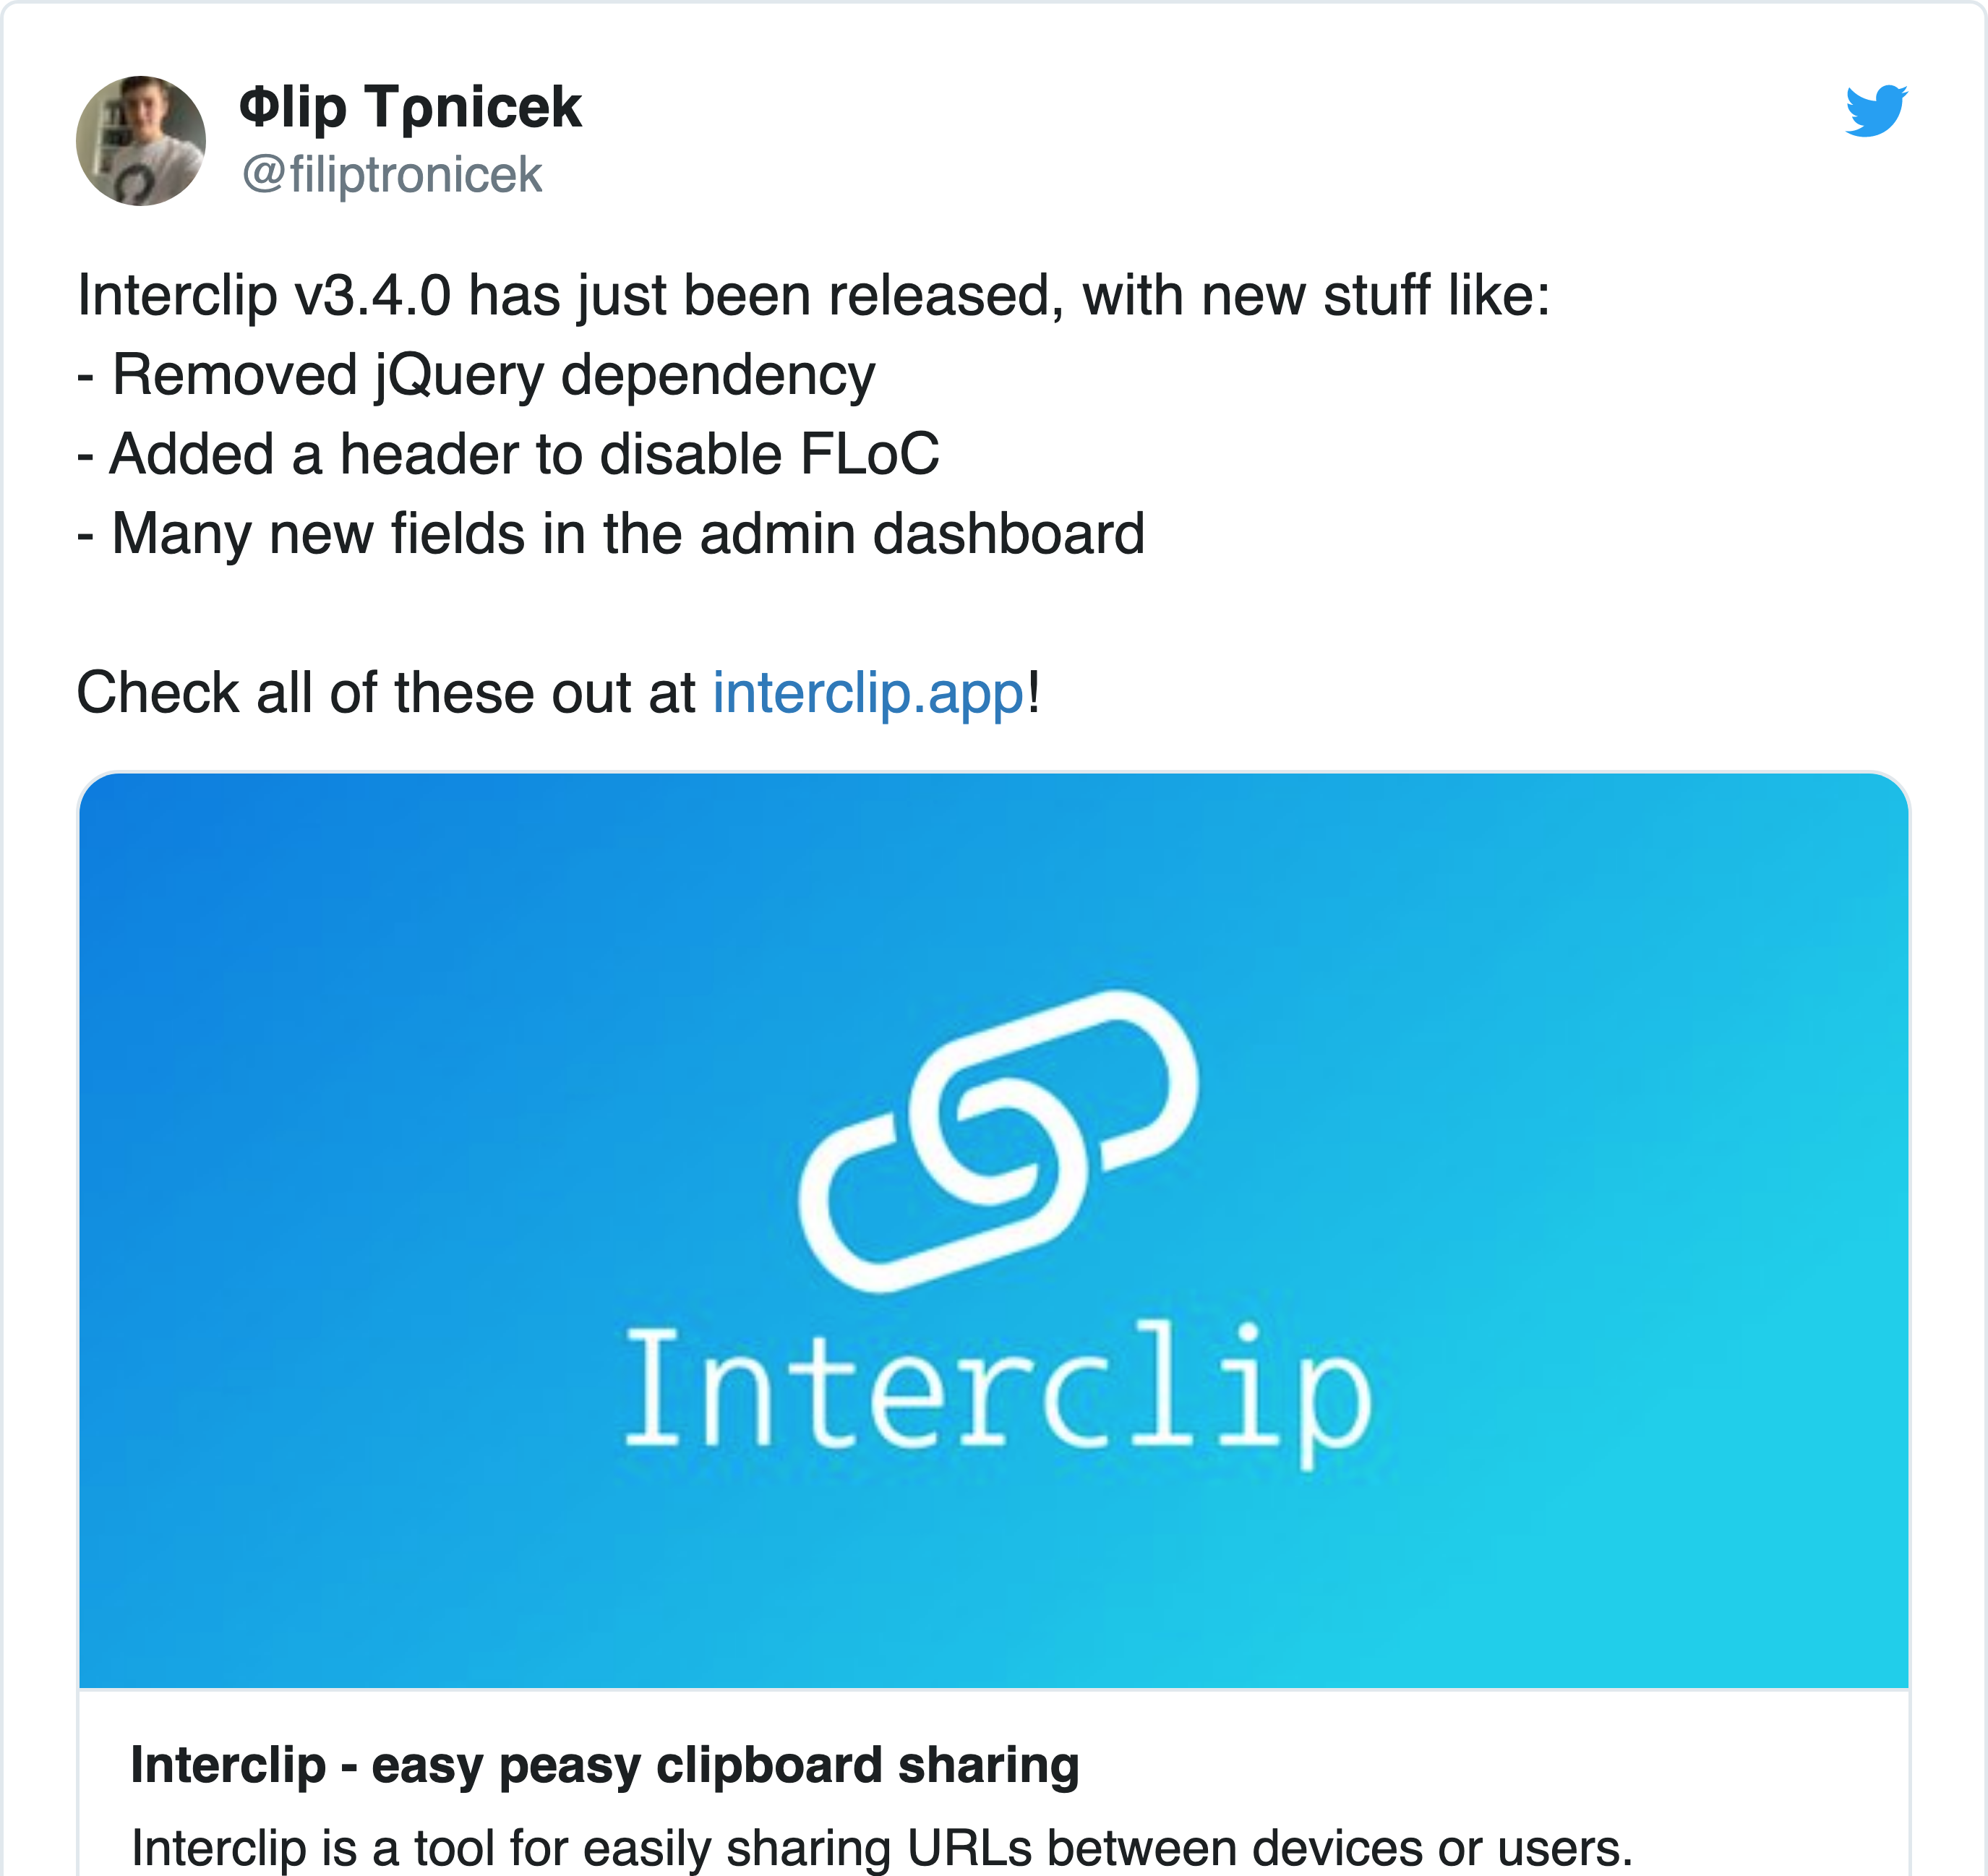 Φlip Tρnicek
@filiptronicek
Interclip v3.4.0 has just been released, with new stuff like:
- Removed jQuery dependency
- Added a header to disable FLoC
- Many new fields in the admin dashboard
Check all of these out at interclip.app!
Interclip
Interclip - easy peasy clipboard sharing
Interclip is a tool for easily sharing URLs between devices or users.